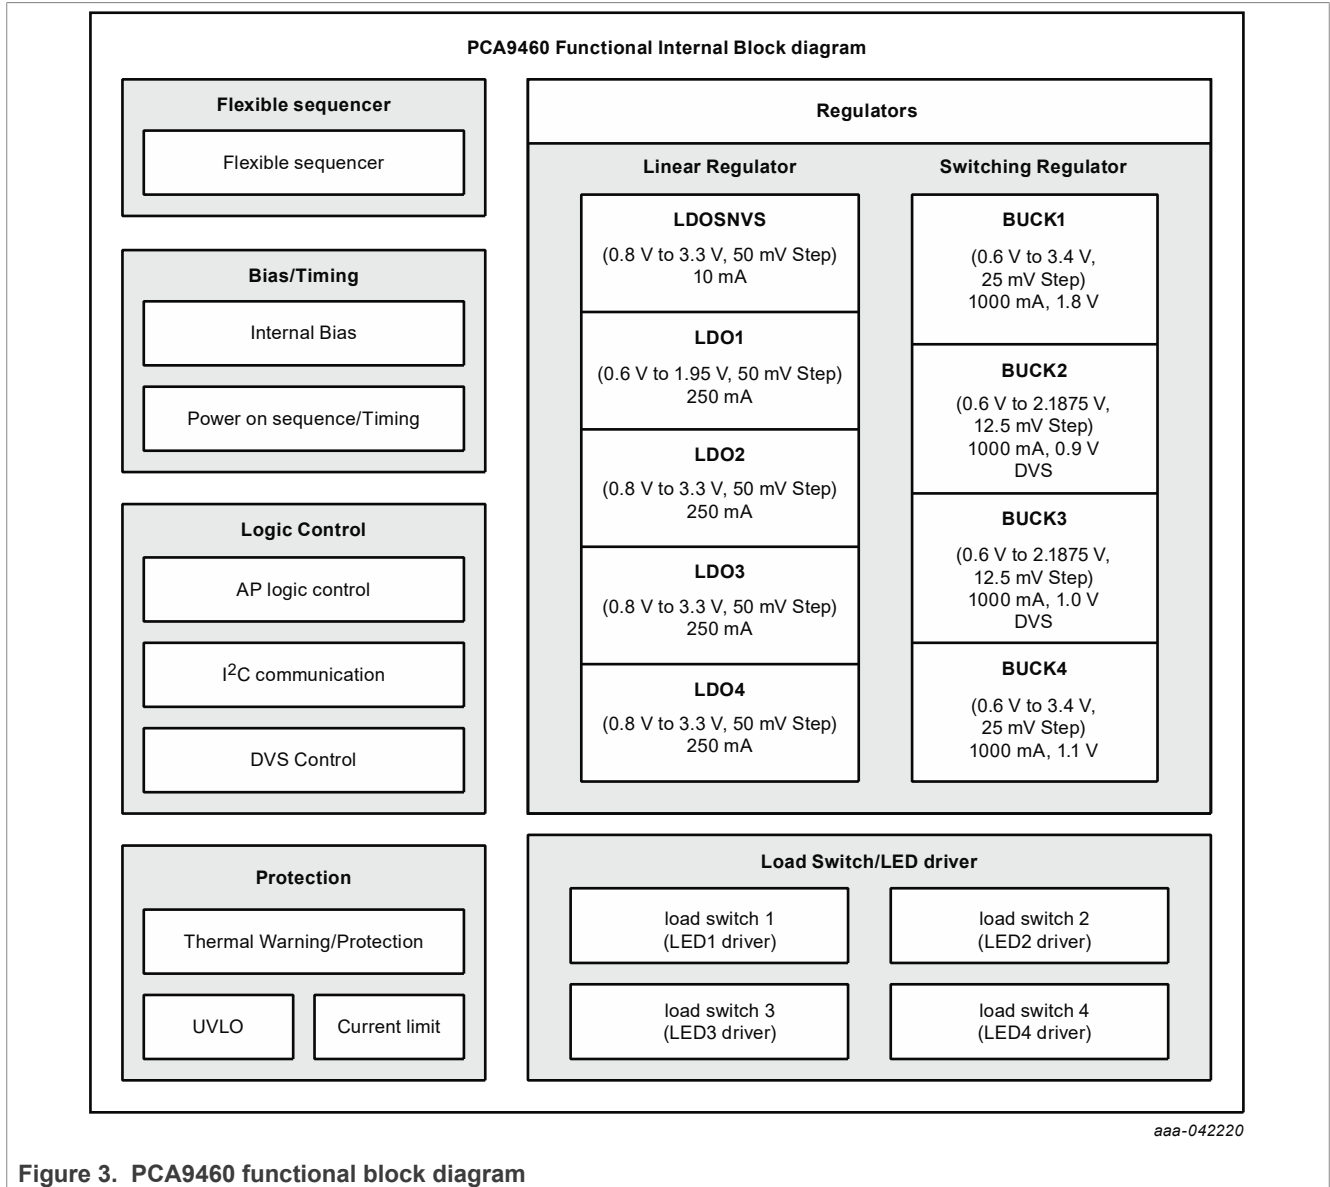 PCA9460 Functional Internal Block diagram
Flexible sequencer
Flexible sequencer
Bias/Timing
Internal Bias
Power on sequence/Timing
Logic Control
AP logic control
I2C communication
DVS Control
Protection
Thermal Warning/Protection
UVLO
Current limit
Regulators
Linear Regulator
LDOSNVS
(0.8 V to 3.3 V, 50 mV Step)
10 mA
LDO1
(0.6 V to 1.95 V, 50 mV Step)
250 mA
LDO2
(0.8 V to 3.3 V, 50 mV Step)
250 mA
LDO3
(0.8 V to 3.3 V, 50 mV Step)
250 mA
LDO4
(0.8 V to 3.3 V, 50 mV Step)
250 mA
Switching Regulator
BUCK1
(0.6 V to 3.4 V,
25 mV Step)
1000 mA, 1.8 V
BUCK2
(0.6 V to 2.1875 V,
12.5 mV Step)
1000 mA, 0.9 V
DVS
BUCK3
(0.6 V to 2.1875 V,
12.5 mV Step)
1000 mA, 1.0 V
DVS
BUCK4
(0.6 V to 3.4 V,
25 mV Step)
1000 mA, 1.1 V
Load Switch/LED driver
load switch 1
(LED1 driver)
load switch 2
(LED2 driver)
load switch 3
(LED3 driver)
load switch 4
(LED4 driver)
aaa-042220
Figure 3. PCA9460 functional block diagram